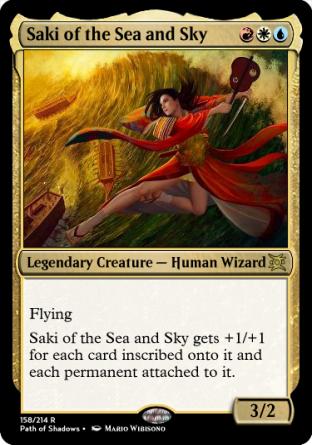 Saki of the Sea and Sky
Legendary Creature — Human Wizard
Flying
Saki of the Sea and Sky gets +1/+1
for each card inscribed onto it and
each permanent attached to it.
3/2
158/214 R
Path of Shadows • Mario Wibisono